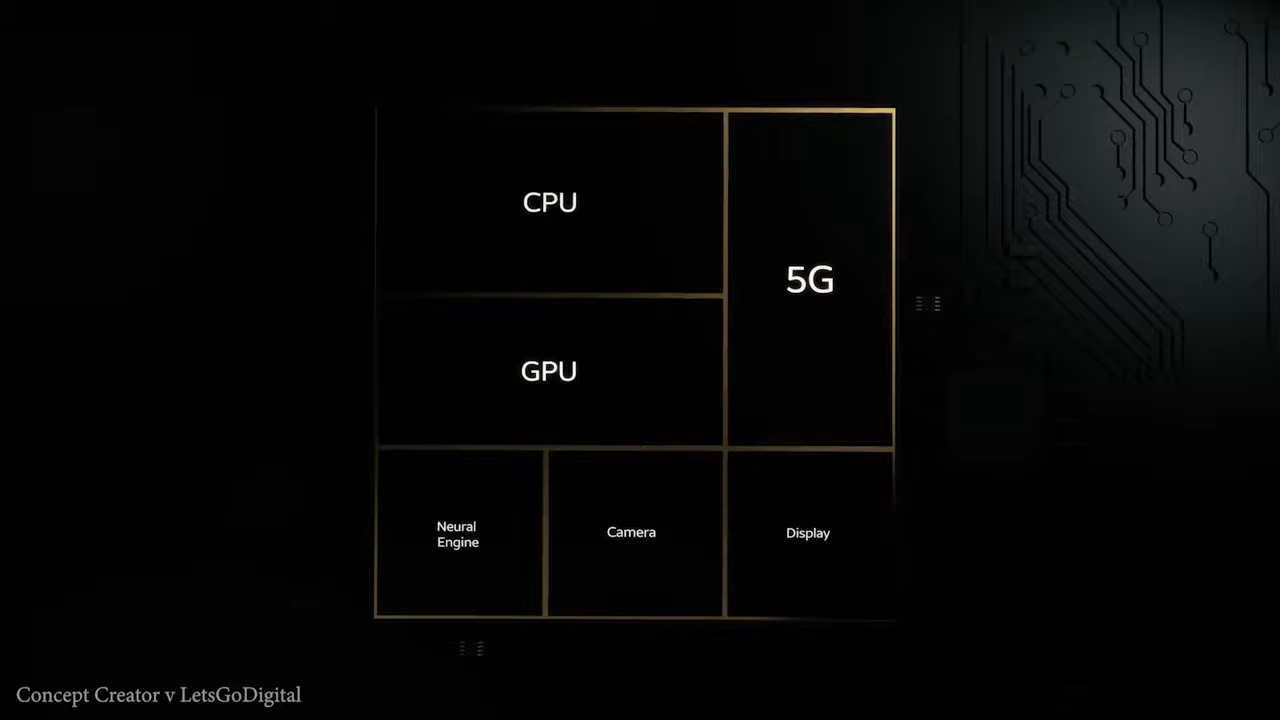 CPU
5G
GPU
Neural
Engine
Camera
Display
Concept Creator v LetsGoDigital